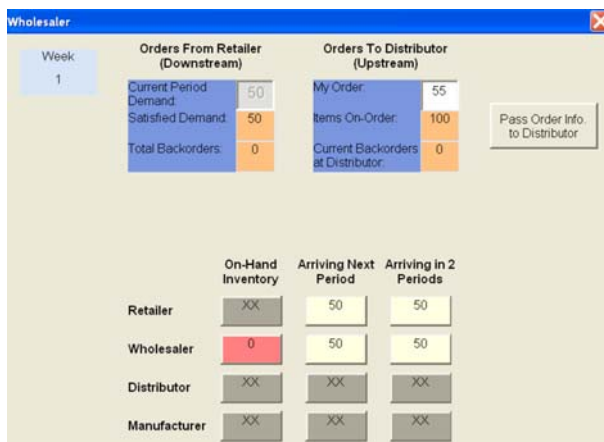 Wholesaler
Week
1
Orders From Retailer
(Downstream)
Current Period
Demand:
50
Satisfied Demand:
50
Total Backorders:
0
Orders To Distributor
(Upstream)
My Order:
55
Items On-Order:
100
Current Backorders
at Distributor:
0
Pass Order Info.
to Distributor
On-Hand
Inventory
Arriving Next
Period
Arriving in 2
Periods
Retailer XX 50 50
Wholesaler 0 50 50
Distributor XX XX XX
Manufacturer XX XX XX